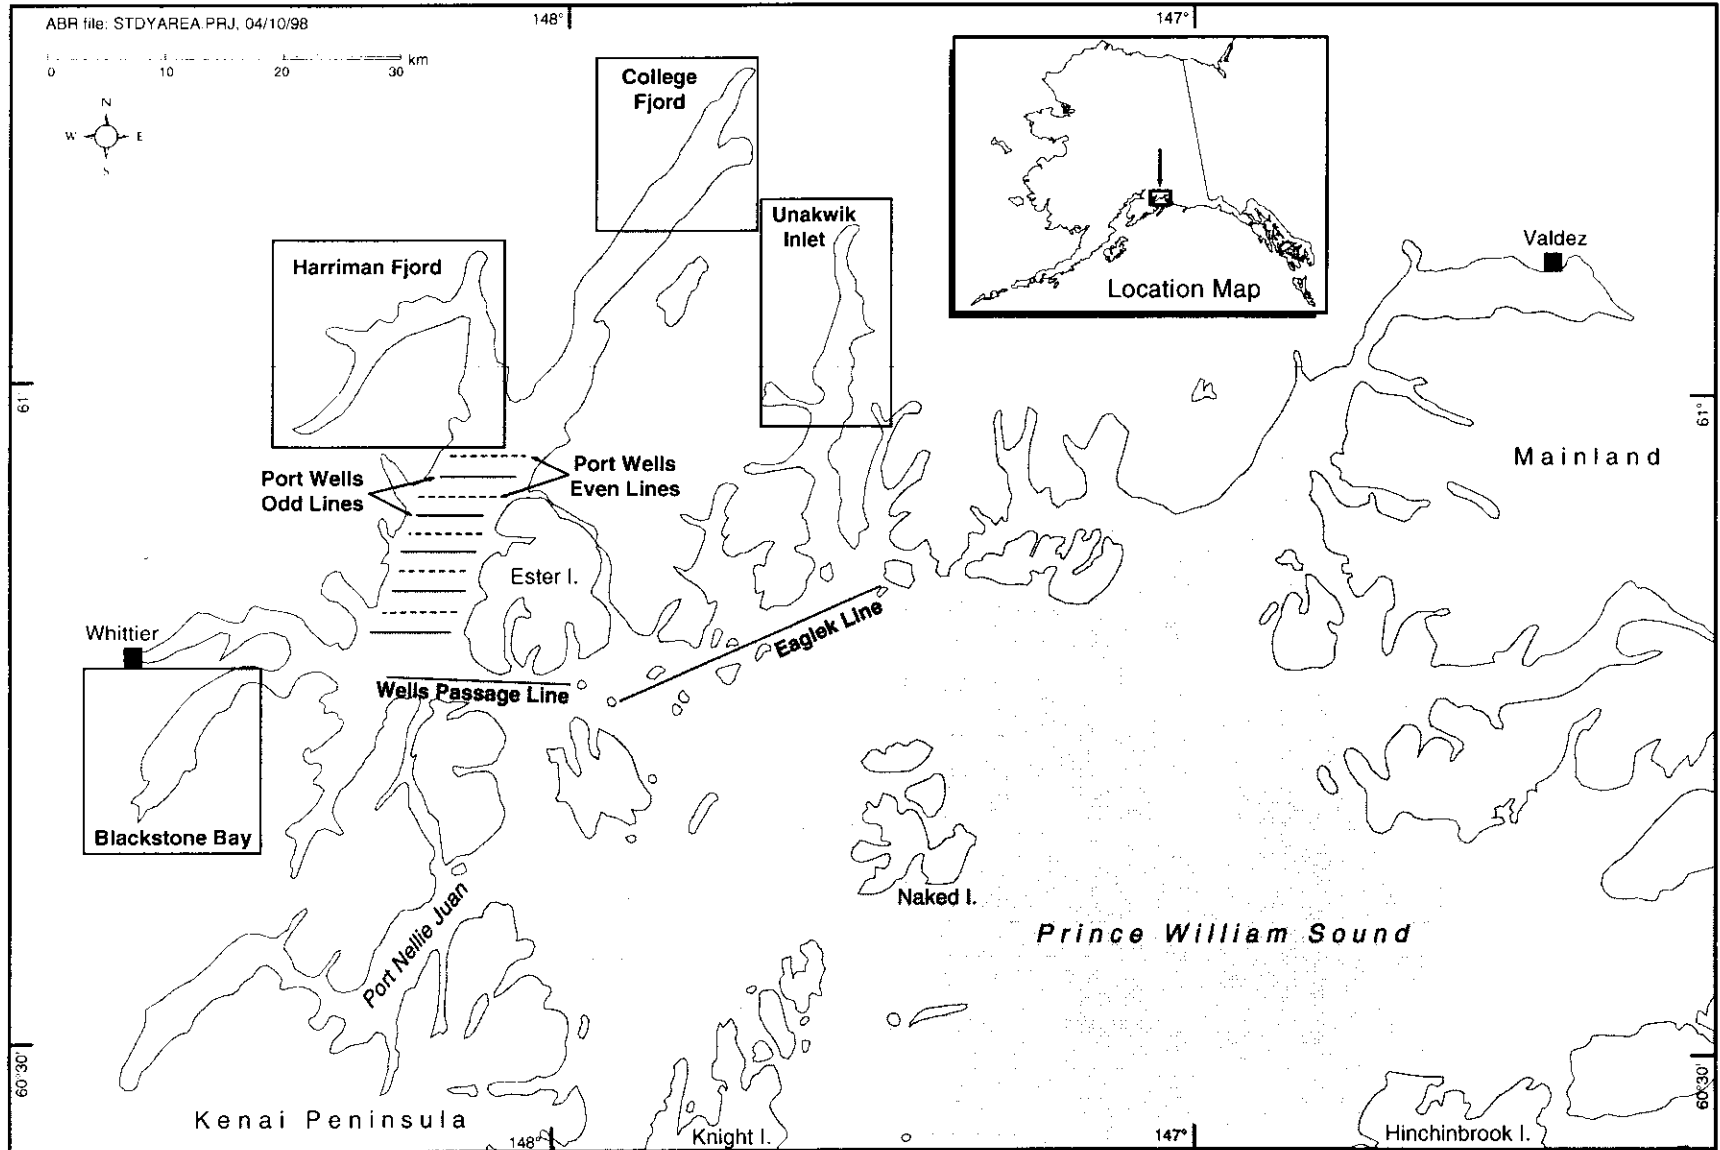 ABR file: STDYAREA.PRJ, 04/10/98
148°
147°
0 10 20 30 km
N
W E
S
College
Fjord
Unakwik
Inlet
Harriman Fjord
Location Map
Valdez
61°
61°
Mainland
Port Wells
Odd Lines
Port Wells
Even Lines
Ester I.
Whittier
Eaglek Line
Wells Passage Line
Blackstone Bay
Naked I.
Port Nellie Juan
Prince William Sound
60°30'
60°30'
Kenai Peninsula
148°
Knight I.
147°
Hinchinbrook I.